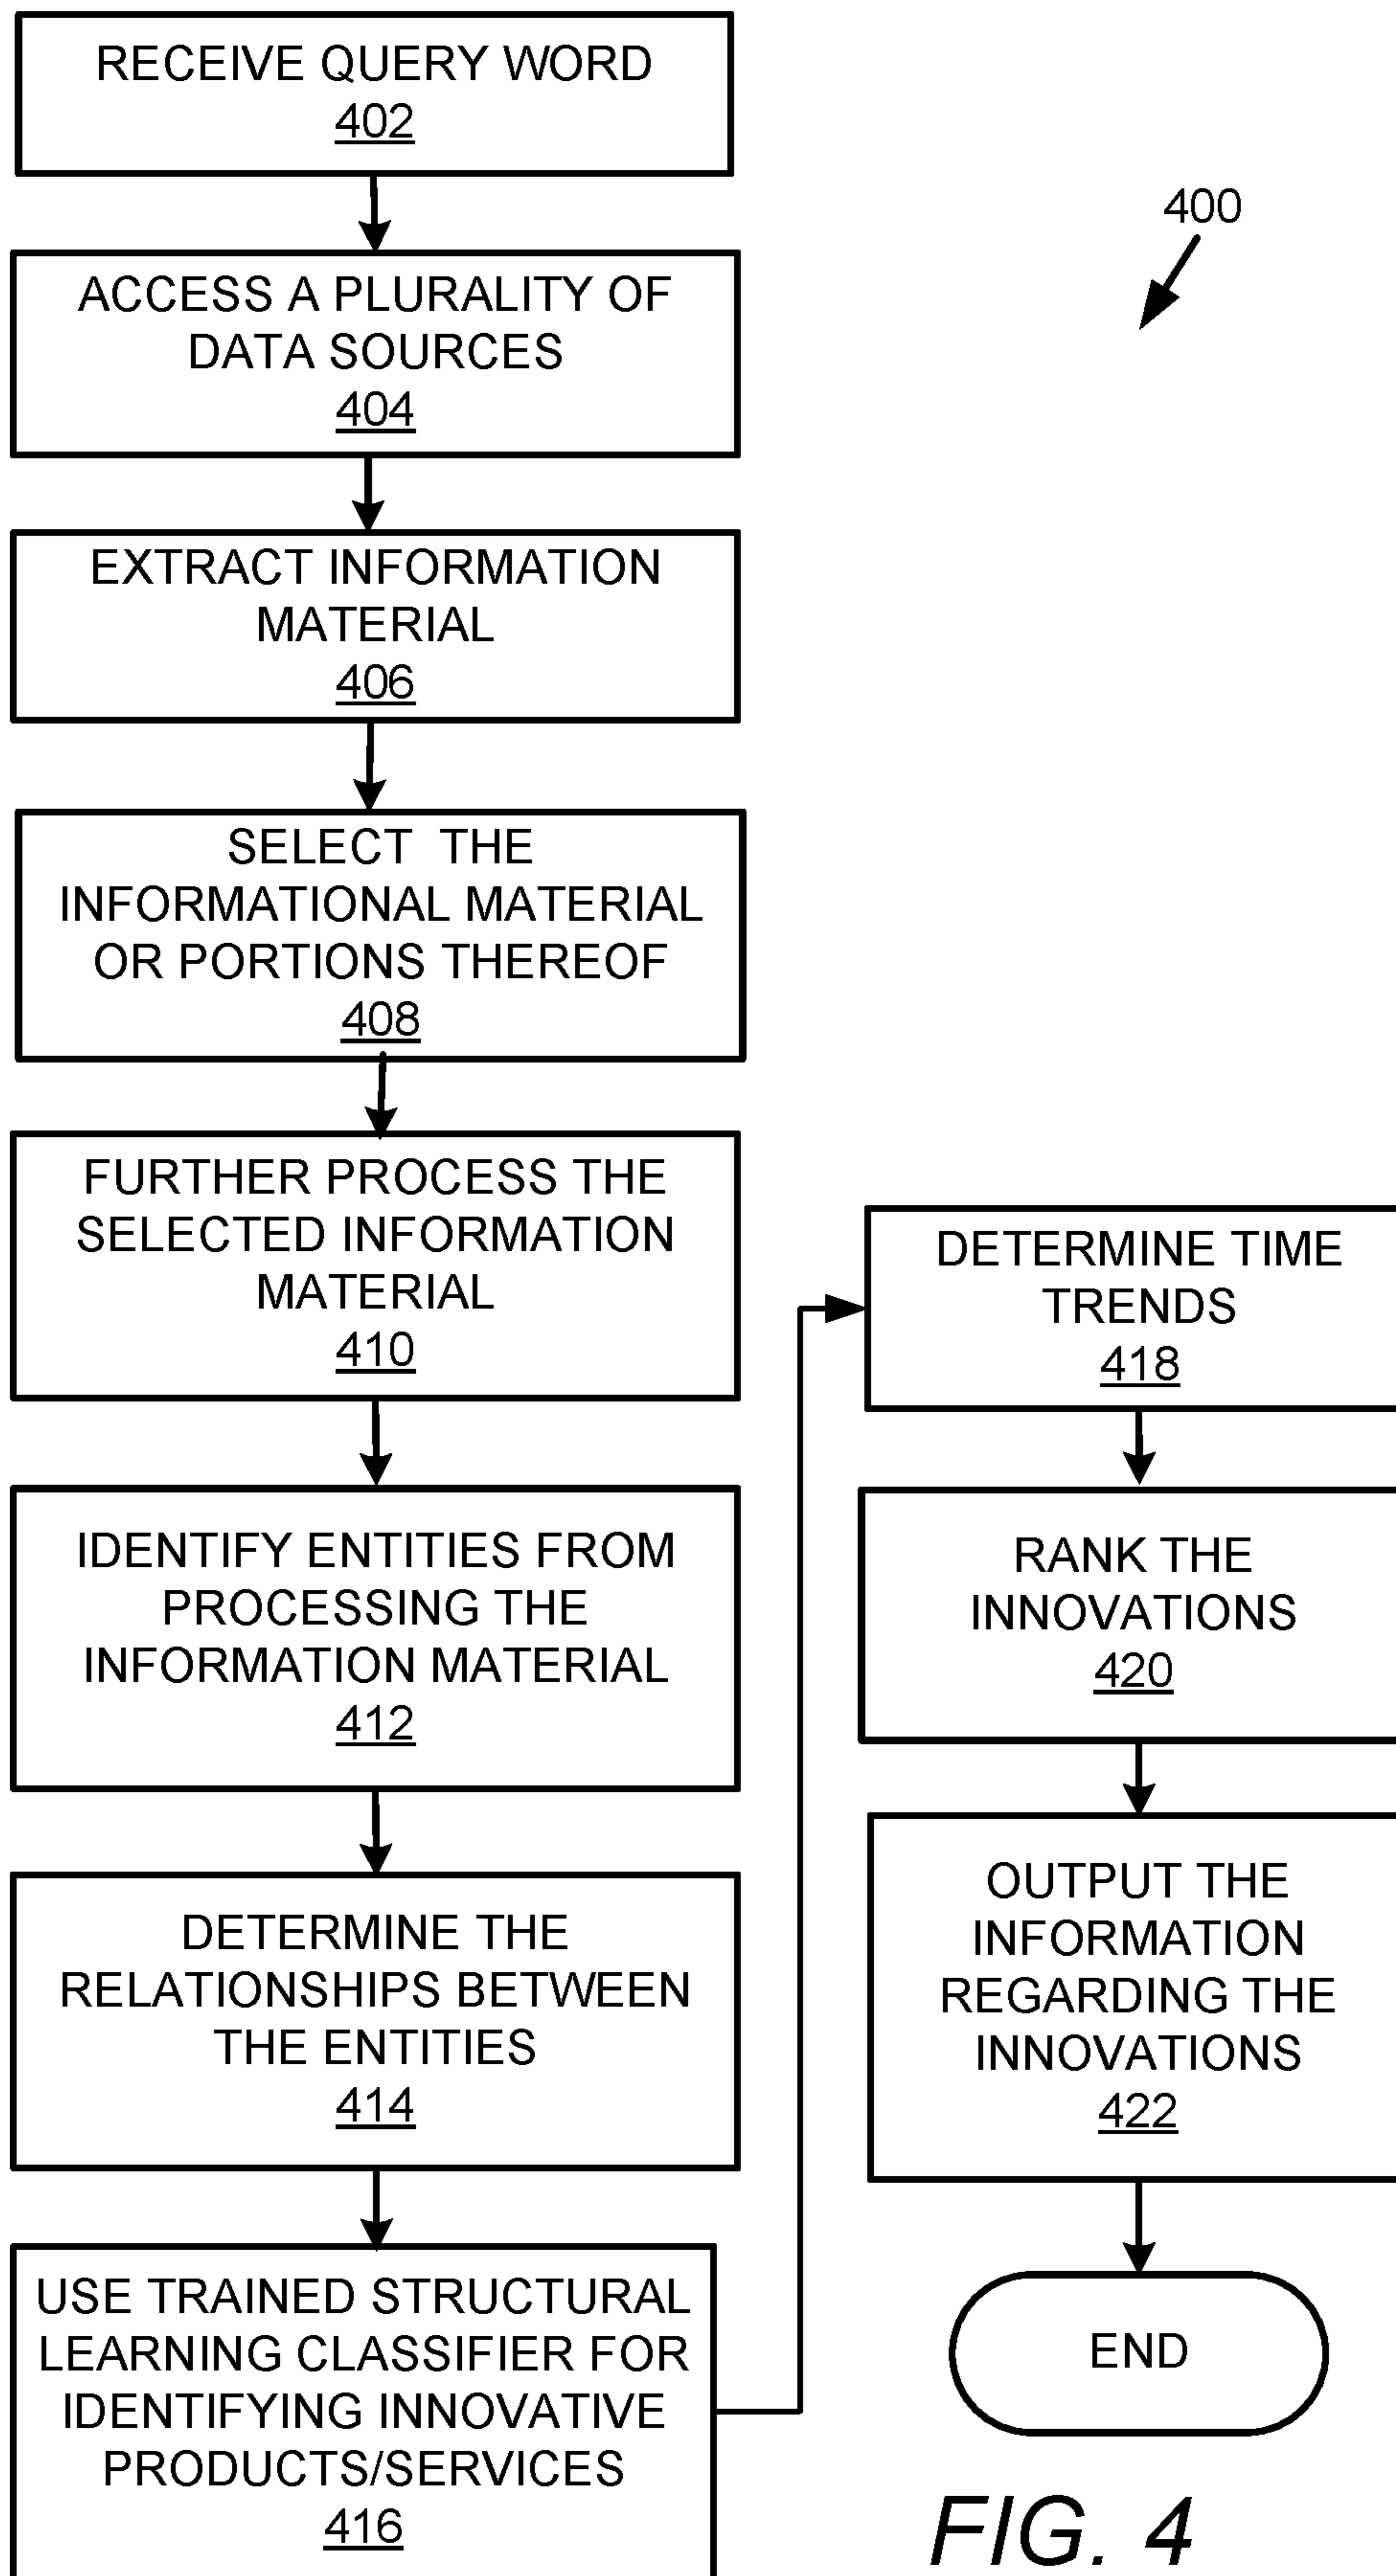 RECEIVE QUERY WORD
402
ACCESS A PLURALITY OF
DATA SOURCES
404
EXTRACT INFORMATION
MATERIAL
406
SELECT THE
INFORMATIONAL MATERIAL
OR PORTIONS THEREOF
408
FURTHER PROCESS THE
SELECTED INFORMATION
MATERIAL
410
IDENTIFY ENTITIES FROM
PROCESSING THE
INFORMATION MATERIAL
412
DETERMINE THE
RELATIONSHIPS BETWEEN
THE ENTITIES
414
USE TRAINED STRUCTURAL
LEARNING CLASSIFIER FOR
IDENTIFYING INNOVATIVE
PRODUCTS/SERVICES
416
400
DETERMINE TIME
TRENDS
418
RANK THE
INNOVATIONS
420
OUTPUT THE
INFORMATION
REGARDING THE
INNOVATIONS
422
END
FIG. 4